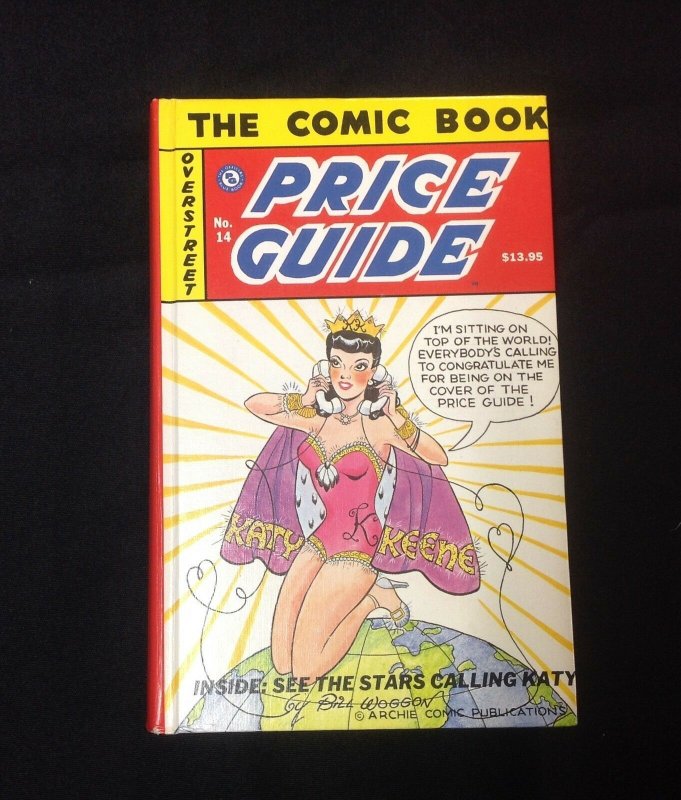 THE COMIC BOOK
OVERSTREET
PRICE
GUIDE
No.
14
$13.95
I'M SITTING ON
TOP OF THE WORLD!
EVERYBODY'S CALLING
TO CONGRATULATE ME
FOR BEING ON THE
COVER OF THE
PRICE GUIDE!
KK
KATY
KEENE
K
INSIDE: SEE THE STARS CALLING KATY
by BILL WOGGON
© ARCHIE COMIC PUBLICATIONS